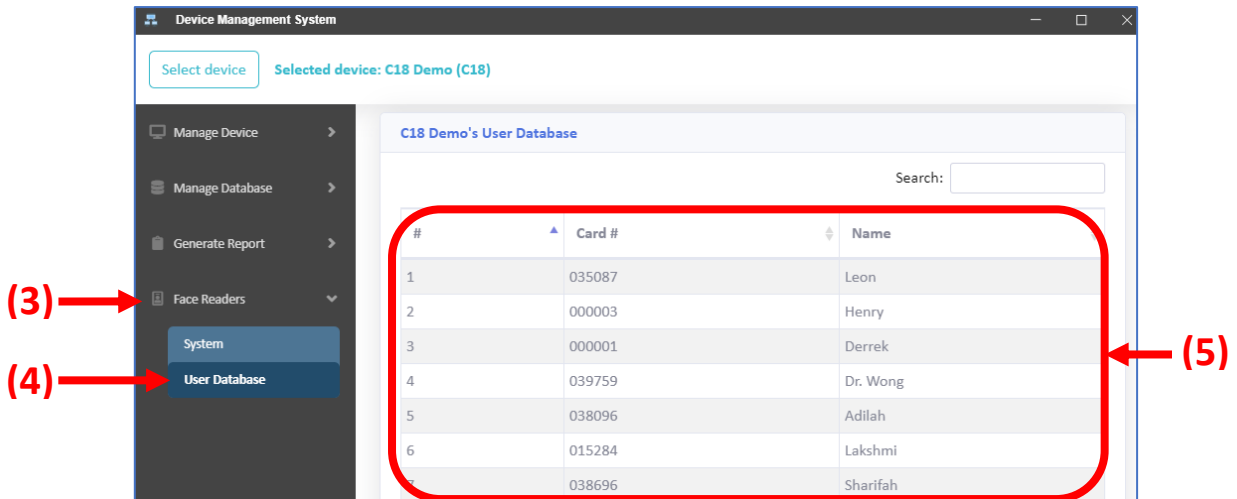 Device Management System
Select device
Selected device: C18 Demo (C18)
Manage Device
C18 Demo's User Database
Search:
Manage Database
# Card # Name
Generate Report
1 035087 Leon
(3)
Face Readers
2 000003 Henry
System
3 000001 Derrek
(5)
(4)
User Database
4 039759 Dr. Wong
5 038096 Adilah
6 015284 Lakshmi
7 038696 Sharifah